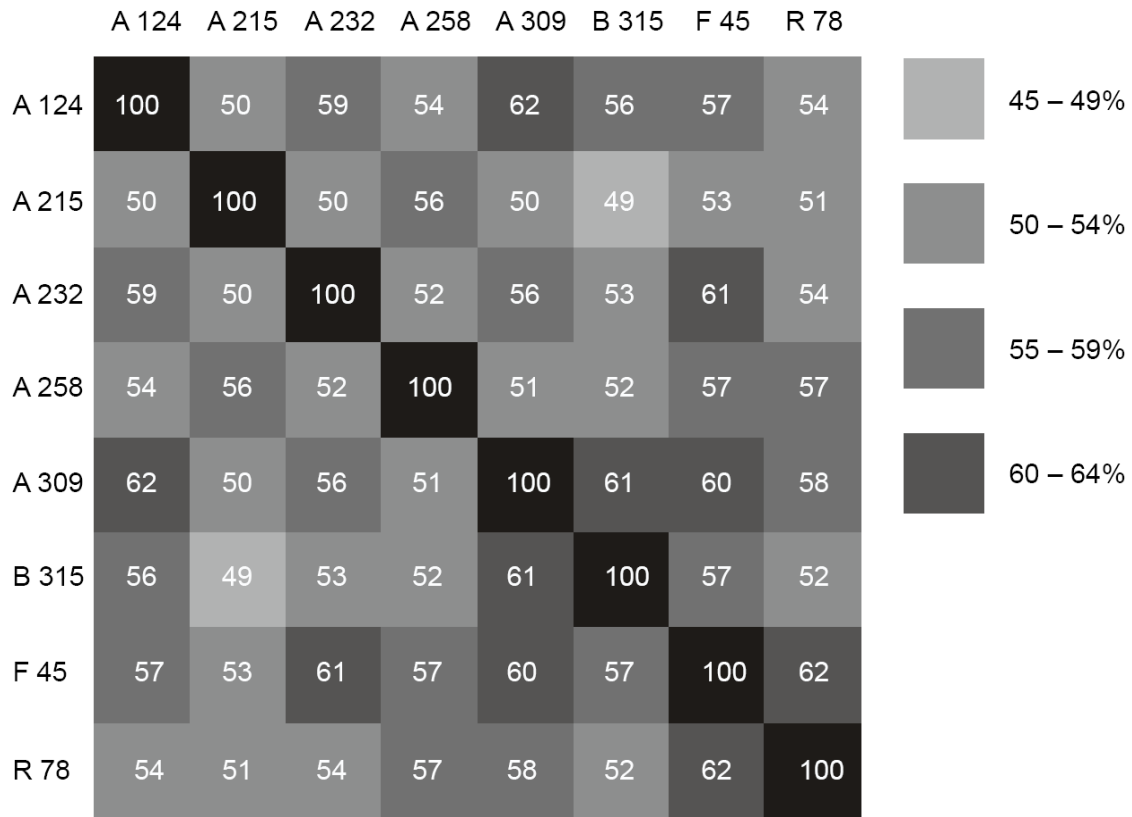 A 124 A 215 A 232 A 258 A 309 B 315 F 45 R 78
A 124 100 50 59 54 62 56 57 54
A 215 50 100 50 56 50 49 53 51
A 232 59 50 100 52 56 53 61 54
A 258 54 56 52 100 51 52 57 57
A 309 62 50 56 51 100 61 60 58
B 315 56 49 53 52 61 100 57 52
F 45 57 53 61 57 60 57 100 62
R 78 54 51 54 57 58 52 62 100
45 – 49%
50 – 54%
55 – 59%
60 – 64%